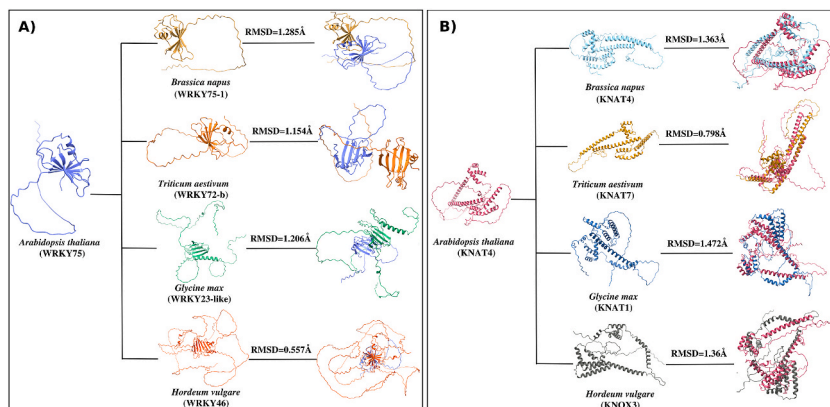 A)
RMSD=1.285Å
Brassica napus
(WRKY75-1)
RMSD=1.154Å
Triticum aestivum
(WRKY72-b)
Arabidopsis thaliana
(WRKY75)
RMSD=1.206Å
Glycine max
(WRKY23-like)
RMSD=0.557Å
Hordeum vulgare
(WRKY46)
B)
RMSD=1.363Å
Brassica napus
(KNAT4)
RMSD=0.798Å
Triticum aestivum
(KNAT7)
Arabidopsis thaliana
(KNAT4)
RMSD=1.472Å
Glycine max
(KNAT1)
RMSD=1.36Å
Hordeum vulgare
(KNOX3)